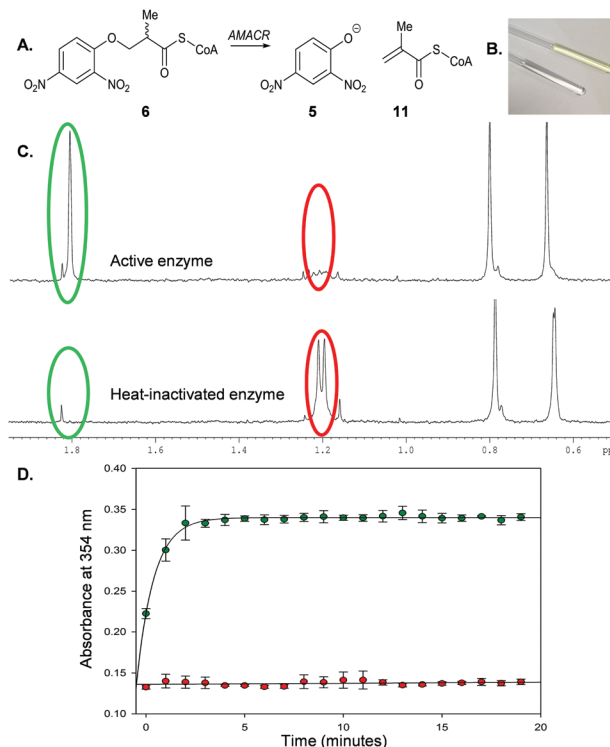 A.
Me
O
S
CoA
O
O₂N
NO₂
6
AMACR
O⊖
O₂N
NO₂
5
Me
S
CoA
O
11
B.
C.
Active enzyme
Heat-inactivated enzyme
1.8 1.6 1.4 1.2 1.0 0.8 0.6 pp
D.
Absorbance at 354 nm
0.40
0.35
0.30
0.25
0.20
0.15
0.10
0 5 10 15 20
Time (minutes)